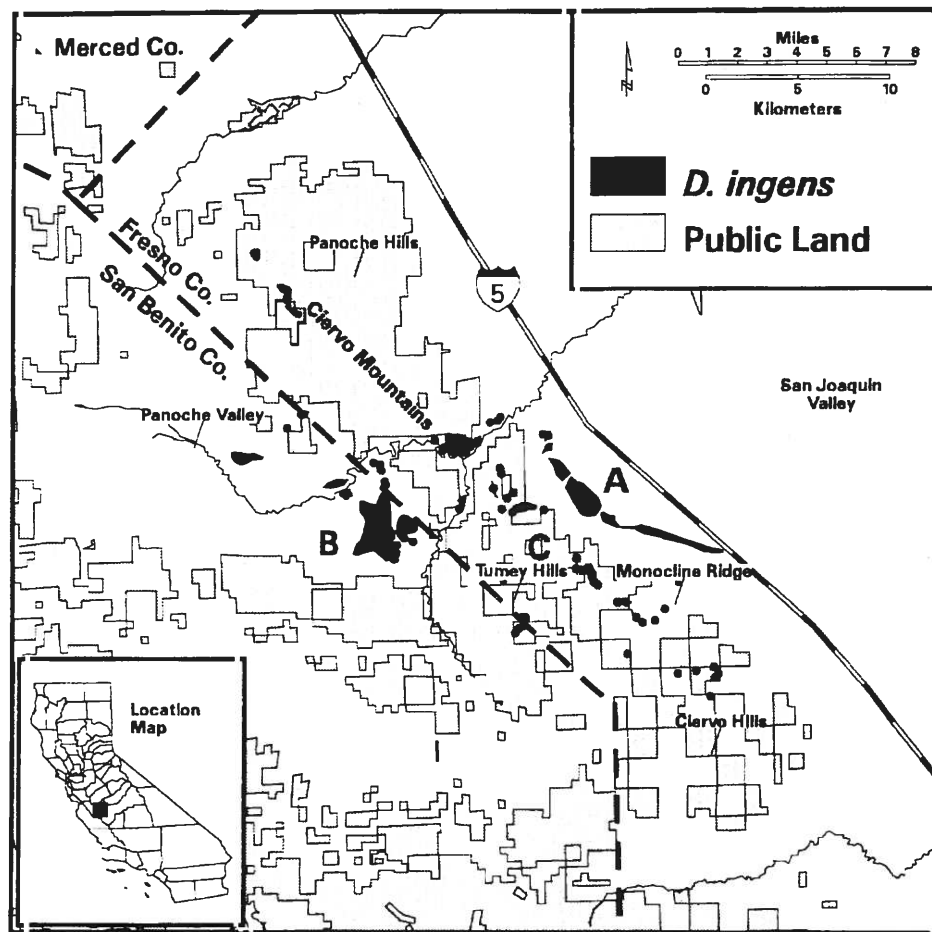 Merced Co.
Miles
0 1 2 3 4 5 6 7 8
0 5 10
Kilometers
N
D. ingens
Public Land
Fresno Co.
San Benito Co.
Panoche Hills
Ciervo Mountains
5
San Joaquin
Valley
Panoche Valley
A
B
C
Tumey Hills
Monocline Ridge
Ciervo Hills
Location
Map